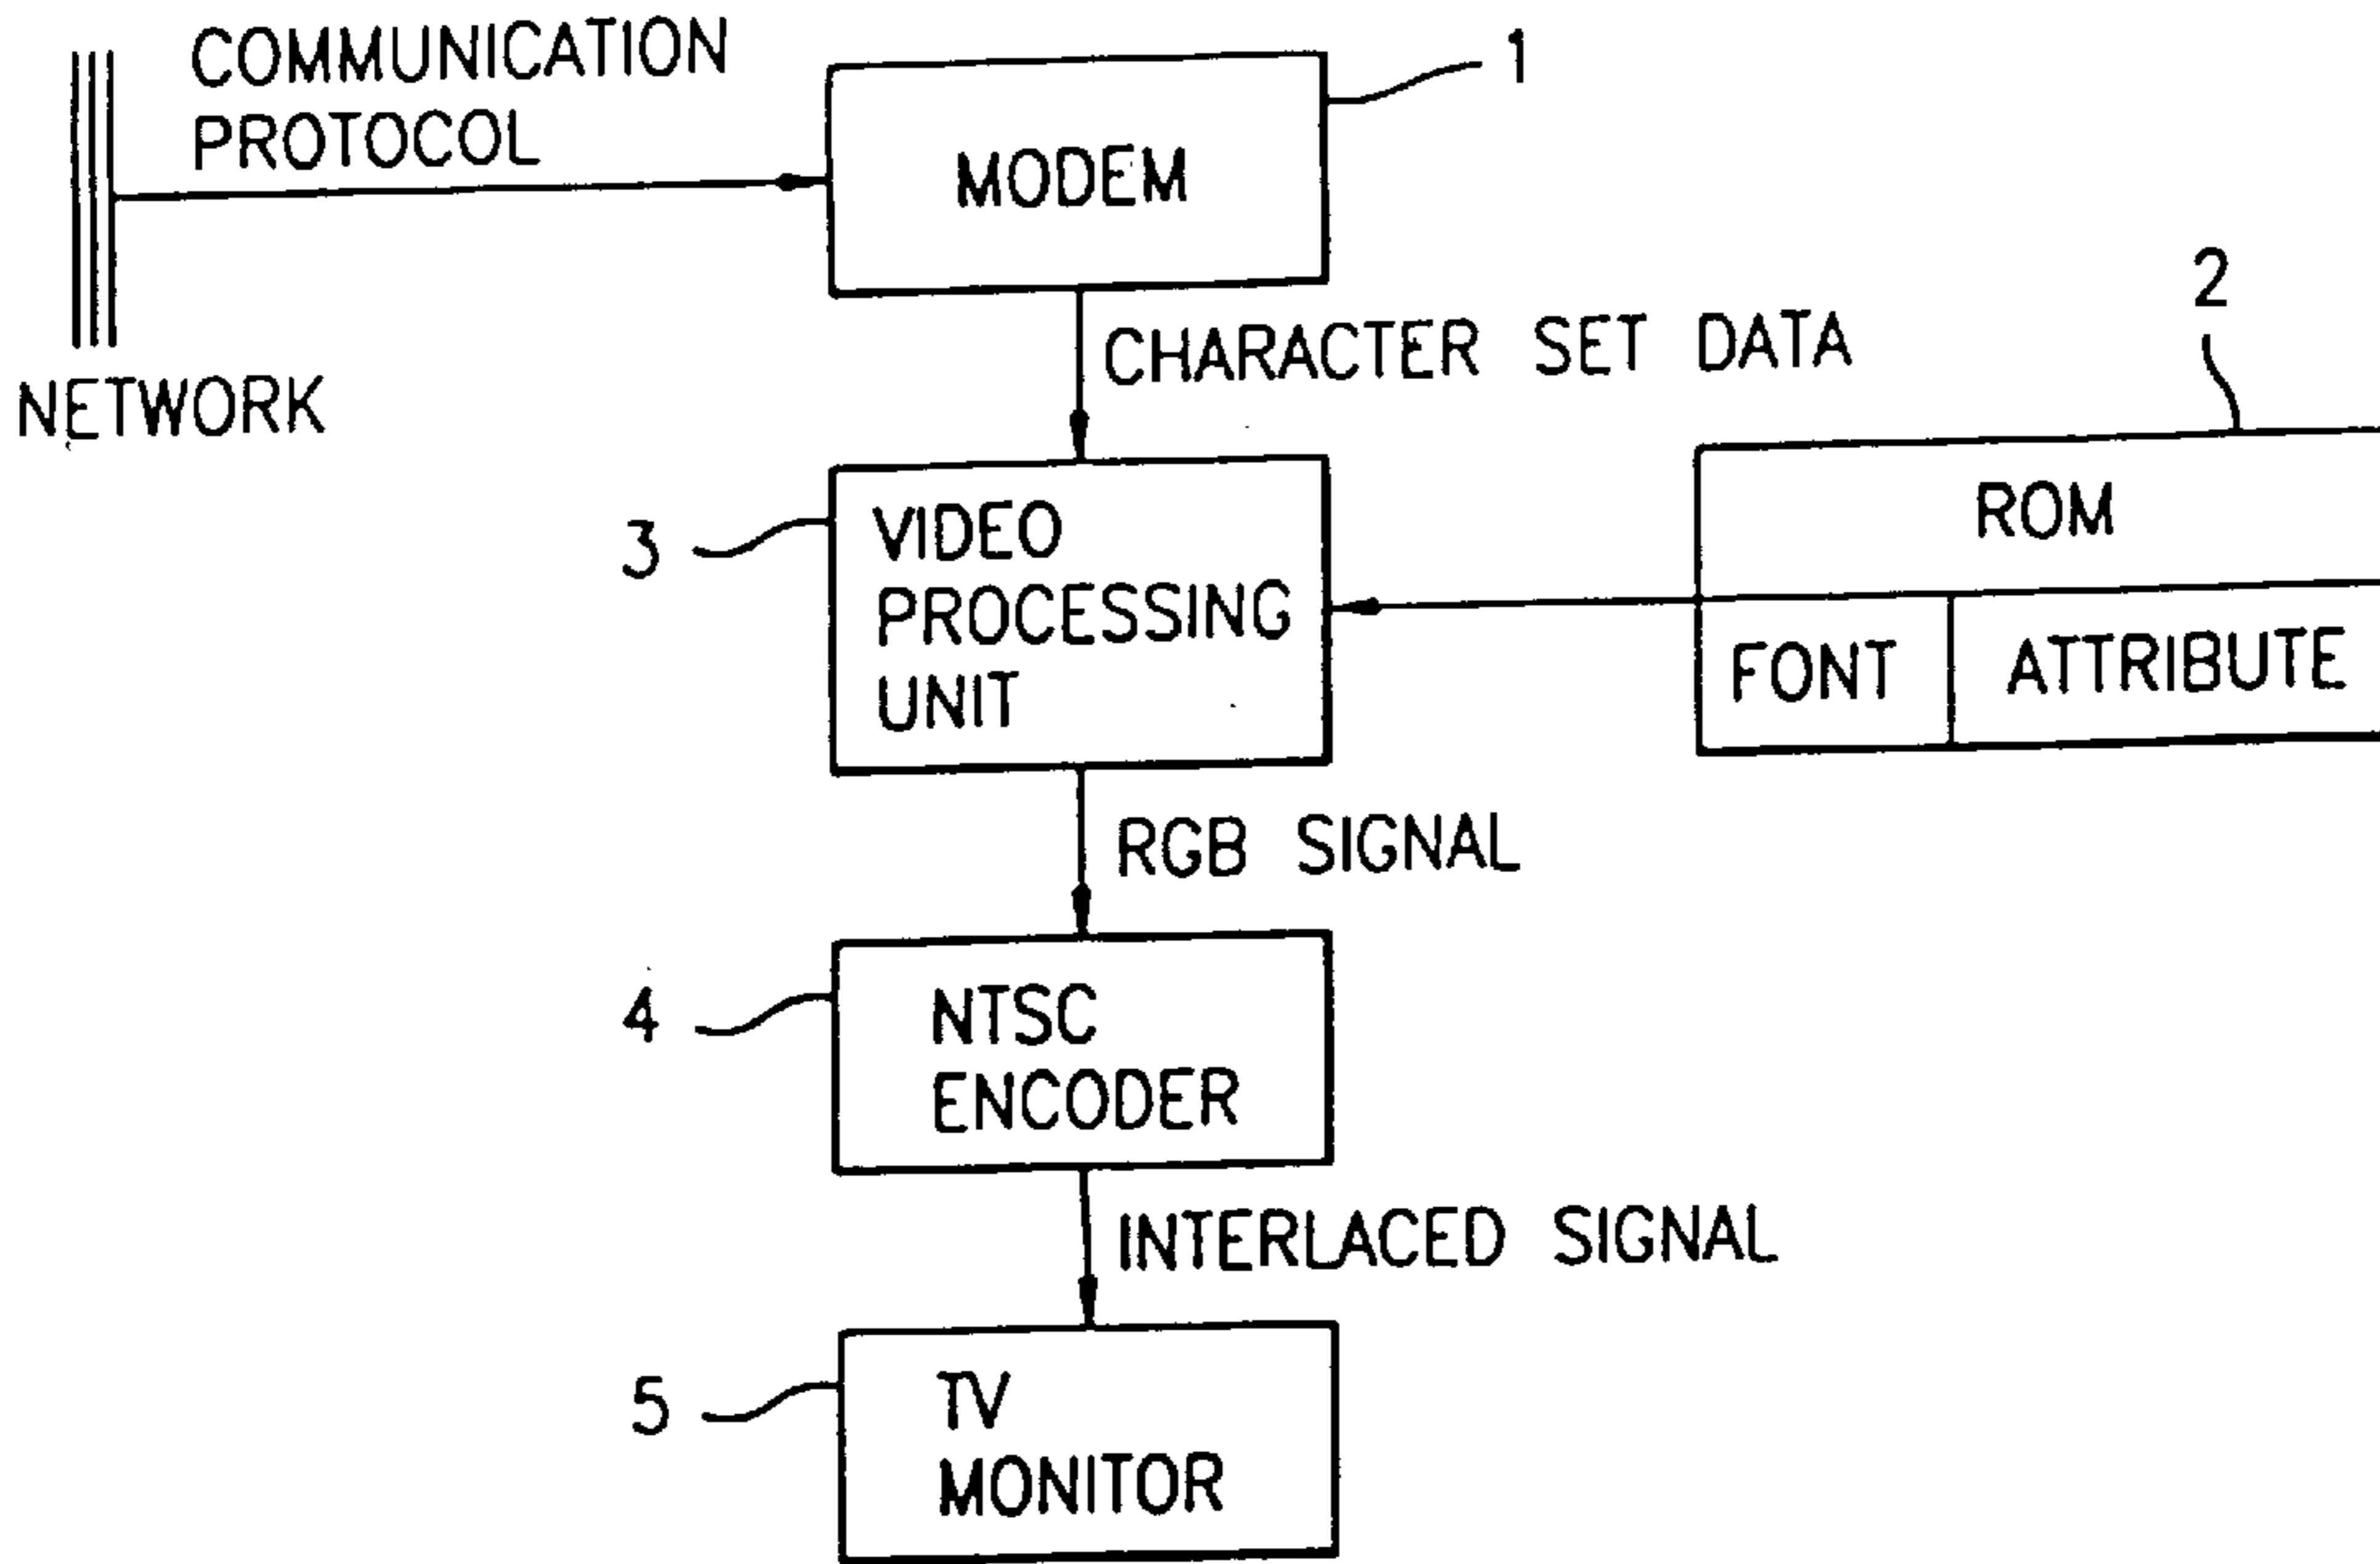 COMMUNICATION
PROTOCOL
1
MODEM
NETWORK
CHARACTER SET DATA
2
3
VIDEO
PROCESSING
UNIT
ROM
FONT
ATTRIBUTE
RGB SIGNAL
4
NTSC
ENCODER
INTERLACED SIGNAL
5
TV
MONITOR